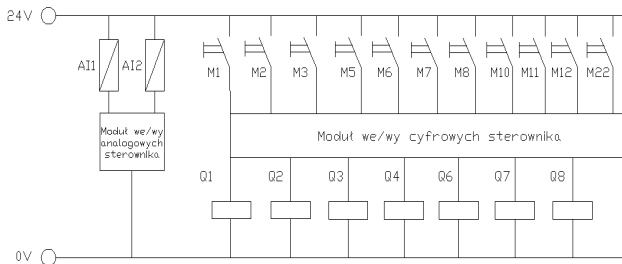 24V
AI1 AI2 M1 M2 M3 M5 M6 M7 M8 M10 M11 M12 M22
Moduł we/wy
analogowych
sterownika
Moduł we/wy cyfrowych sterownika
Q1 Q2 Q3 Q4 Q6 Q7 Q8
0V